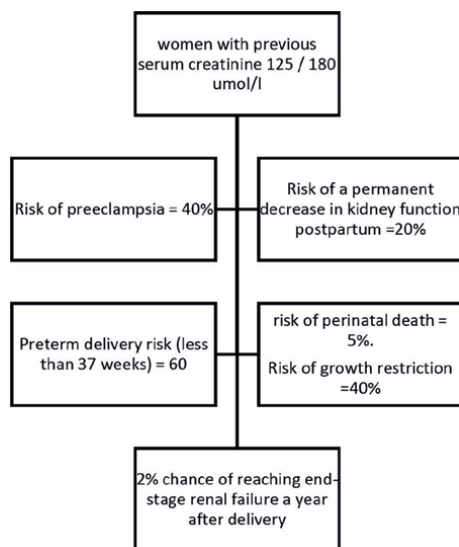 women with previous
serum creatinine 125 / 180
umol/l
Risk of preeclampsia = 40%
Risk of a permanent
decrease in kidney function
postpartum =20%
Preterm delivery risk (less
than 37 weeks) = 60
risk of perinatal death =
5%.
Risk of growth restriction
=40%
2% chance of reaching end-
stage renal failure a year
after delivery